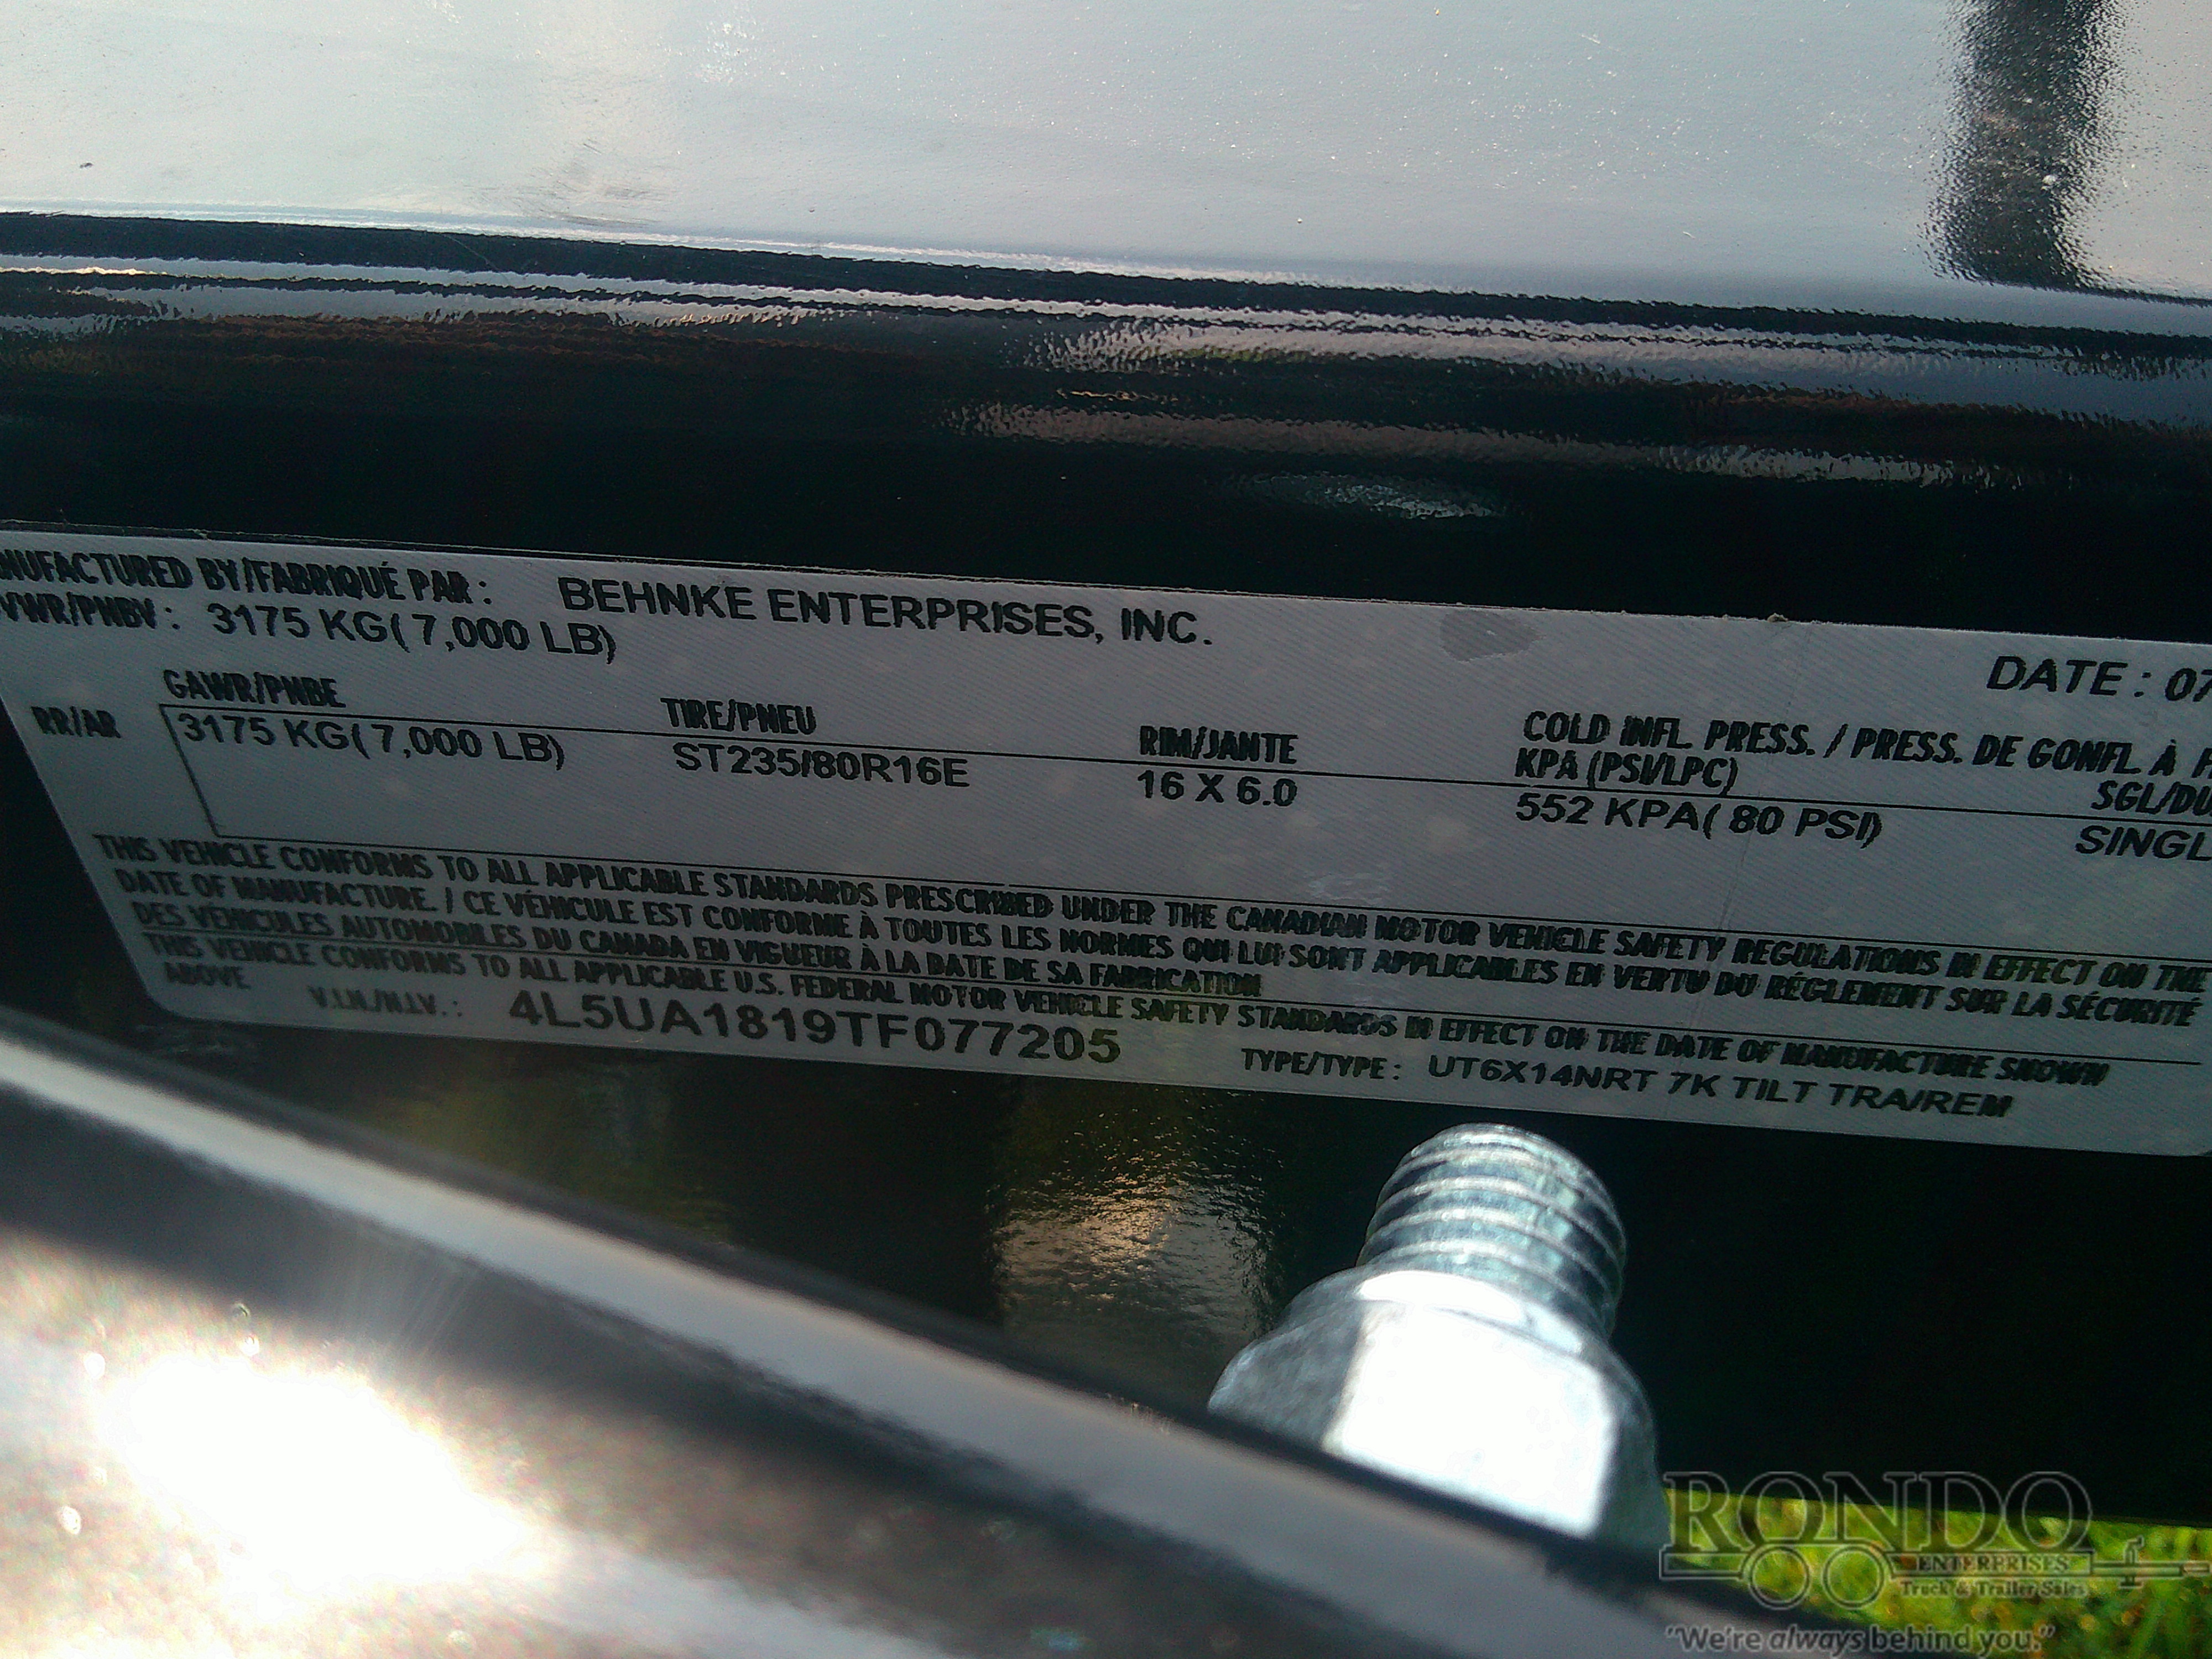 NUFACTURED BY/FABRIQUÉ PAR : BEHNKE ENTERPRISES, INC.
VWR/PNBV : 3175 KG( 7,000 LB)
DATE : 07
GAWR/PNBE TIRE/PNEU RIM/JANTE COLD INFL. PRESS. / PRESS. DE GONFL. À
KPA (PSI/LPC) SGL/DU
RR/AR 3175 KG( 7,000 LB) ST235/80R16E 16 X 6.0 552 KPA( 80 PSI) SINGL
THIS VEHICLE CONFORMS TO ALL APPLICABLE STANDARDS PRESCRIBED UNDER THE CANADIAN MOTOR VEHICLE SAFETY REGULATIONS IN EFFECT ON THE
DATE OF MANUFACTURE. / CE VÉHICULE EST CONFORME À TOUTES LES NORMES QUI LUI SONT APPLICABLES EN VERTU DU RÉGLEMENT SUR LA SÉCURITÉ
DES VÉHICULES AUTOMOBILES DU CANADA EN VIGUEUR À LA DATE DE SA FABRICATION
THIS VEHICLE CONFORMS TO ALL APPLICABLE U.S. FEDERAL MOTOR VEHICLE SAFETY STANDARDS IN EFFECT ON THE DATE OF MANUFACTURE SHOWN
ABOVE
V.I.N./N.I.V. : 4L5UA1819TF077205 TYPE/TYPE : UT6X14NRT 7K TILT TRA/REM
RONDO
ENTERPRISES
Truck & Trailer Sales
"We're always behind you."